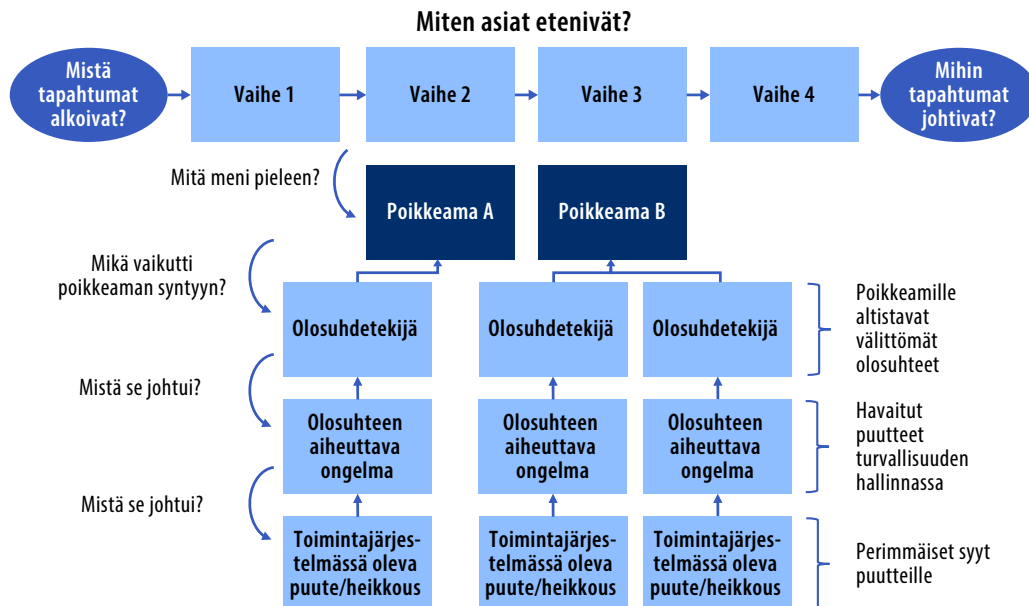 Miten asiat etenivät?
Mistä
tapahtumat
alkoivat?
Vaihe 1
Vaihe 2
Vaihe 3
Vaihe 4
Mihin
tapahtumat
johtivat?
Mitä meni pieleen?
Poikkeama A
Poikkeama B
Mikä vaikutti
poikkeaman syntyyn?
Olosuhdetekijä
Olosuhdetekijä
Olosuhdetekijä
Poikkeamille
altistavat
välittömät
olosuhteet
Mistä se johtui?
Olosuhteen
aiheuttava
ongelma
Olosuhteen
aiheuttava
ongelma
Olosuhteen
aiheuttava
ongelma
Havaitut
puutteet
turvallisuuden
hallinnassa
Mistä se johtui?
Toimintajärjes-
telmässä oleva
puute/heikkous
Toimintajärjes-
telmässä oleva
puute/heikkous
Toimintajärjes-
telmässä oleva
puute/heikkous
Perimmäiset syyt
puutteille